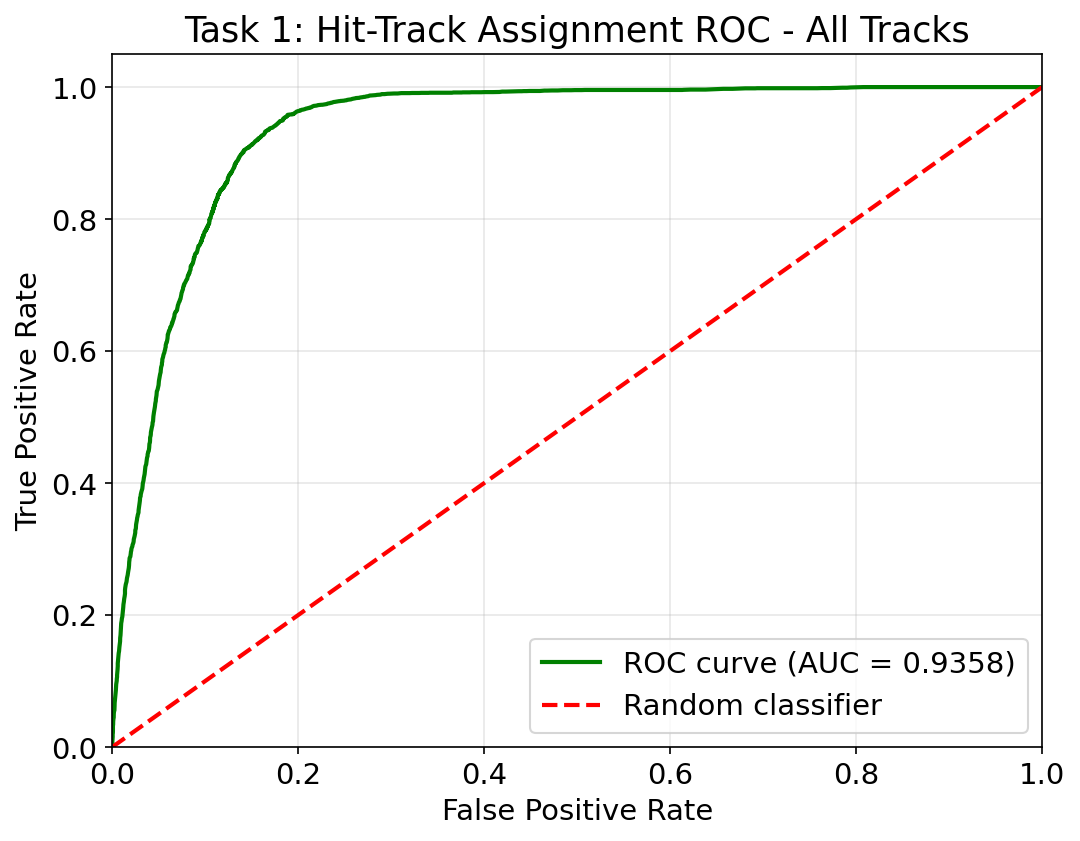 Task 1: Hit-Track Assignment ROC - All Tracks
True Positive Rate
1.0
0.8
0.6
0.4
0.2
0.0
0.0 0.2 0.4 0.6 0.8 1.0
False Positive Rate
ROC curve (AUC = 0.9358)
Random classifier